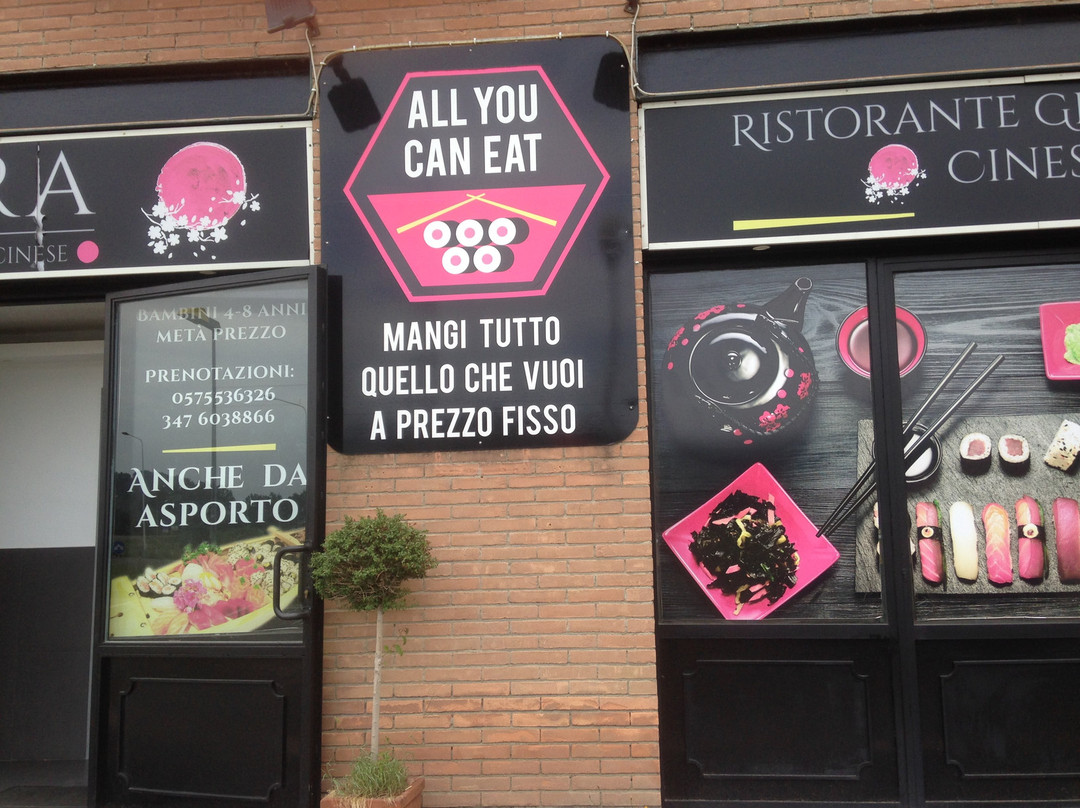 RA
CINESE
BAMBINI 4-8 ANNI
METÀ PREZZO
PRENOTAZIONI:
0575536326
347 6038866
ANCHE DA
ASPORTO
ALL YOU
CAN EAT
MANGI TUTTO
QUELLO CHE VUOI
A PREZZO FISSO
RISTORANTE GI
CINES